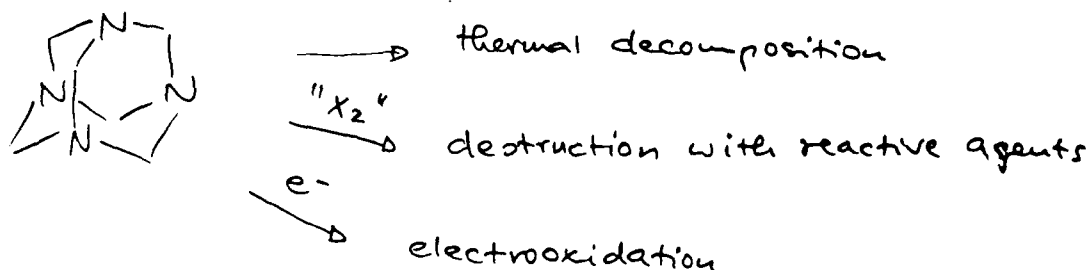 N
thermal decomposition
N N
"X2"
N
destruction with reactive agents
e-
electrooxidation